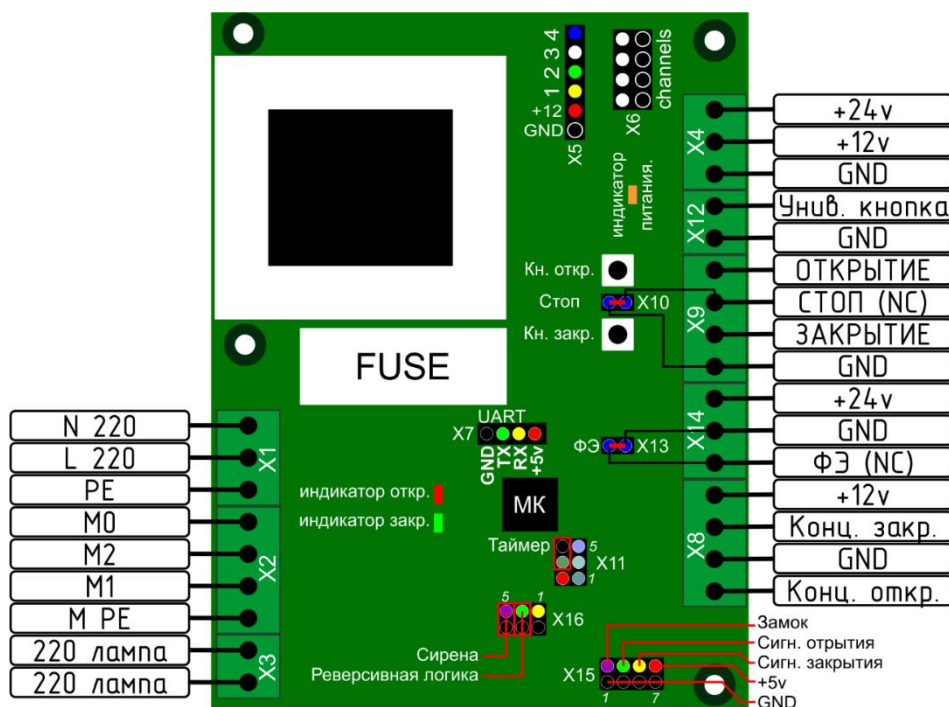 4
3
2
1
+12
GND
X5
X6
channels
индикатор
питания.
Кн. откр.
Стоп
X10
Кн. закр.
FUSE
UART
X7
GND
TX
RX
+5v
ФЭ
X13
индикатор откр.
индикатор закр.
МК
Таймер
5
X11
1
5
1
X16
Сирена
Реверсивная логика
X15
1
7
Замок
Сигн. отрытия
Сигн. закрытия
+5v
GND
N 220
L 220
PE
X1
M0
M2
M1
M PE
X2
220 лампа
220 лампа
X3
X4
+24v
+12v
GND
X12
Унив. кнопка
GND
X9
ОТКРЫТИЕ
СТОП (NC)
ЗАКРЫТИЕ
GND
X14
+24v
GND
ФЭ (NC)
X8
+12v
Конц. закр.
GND
Конц. откр.